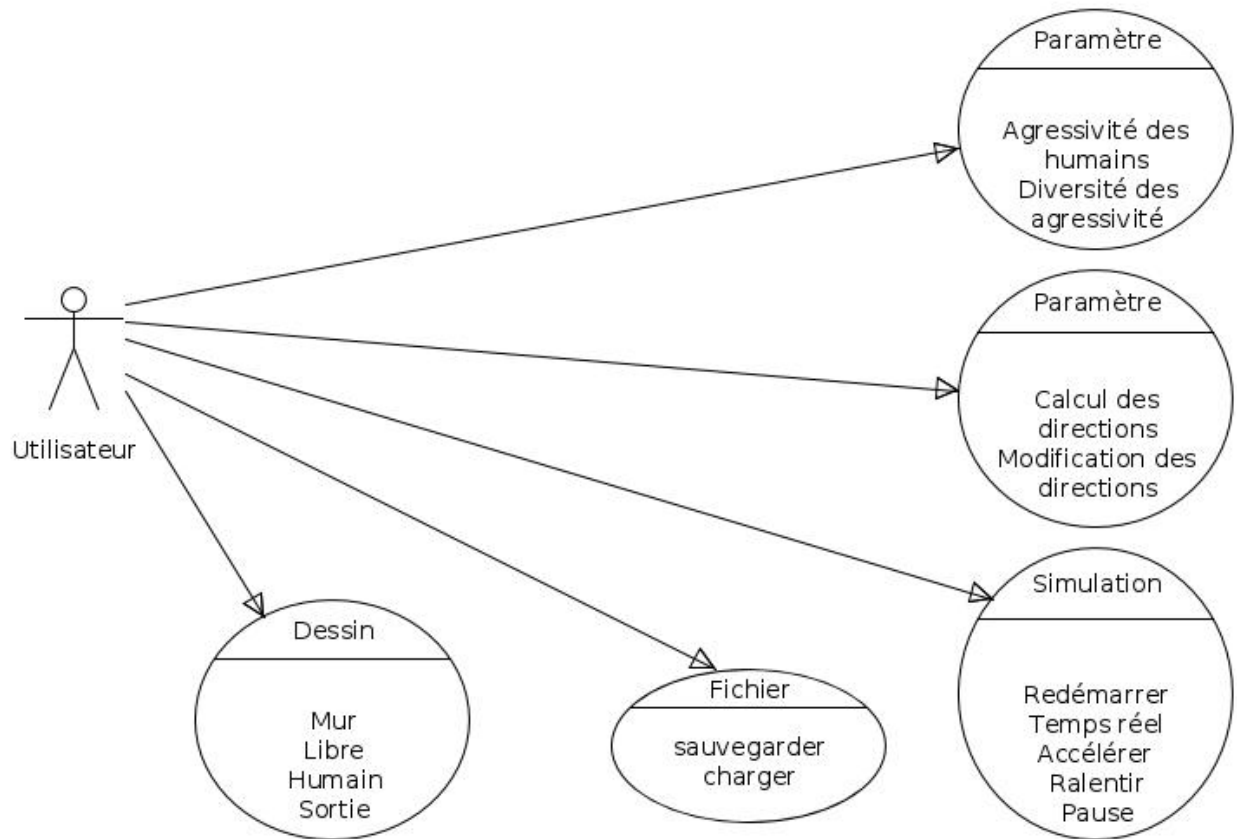 Paramètre
Agressivité des
humains
Diversité des
agressivité
Utilisateur
Paramètre
Calcul des
directions
Modification des
directions
Dessin
Mur
Libre
Humain
Sortie
Fichier
sauvegarder
charger
Simulation
Redémarrer
Temps réel
Accélérer
Ralentir
Pause